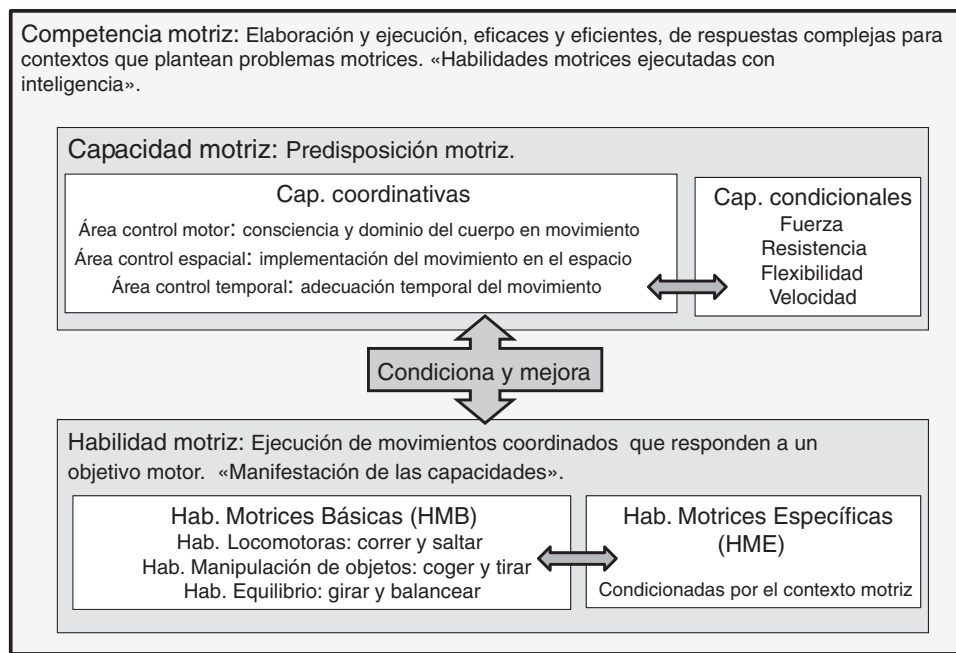 Competencia motriz: Elaboración y ejecución, eficaces y eficientes, de respuestas complejas para
contextos que plantean problemas motrices. «Habilidades motrices ejecutadas con
inteligencia».
Capacidad motriz: Predisposición motriz.
Cap. coordinativas
Área control motor: consciencia y dominio del cuerpo en movimiento
Área control espacial: implementación del movimiento en el espacio
Área control temporal: adecuación temporal del movimiento
Cap. condicionales
Fuerza
Resistencia
Flexibilidad
Velocidad
Condiciona y mejora
Habilidad motriz: Ejecución de movimientos coordinados que responden a un
objetivo motor. «Manifestación de las capacidades».
Hab. Motrices Básicas (HMB)
Hab. Locomotoras: correr y saltar
Hab. Manipulación de objetos: coger y tirar
Hab. Equilibrio: girar y balancear
Hab. Motrices Específicas
(HME)
Condicionadas por el contexto motriz